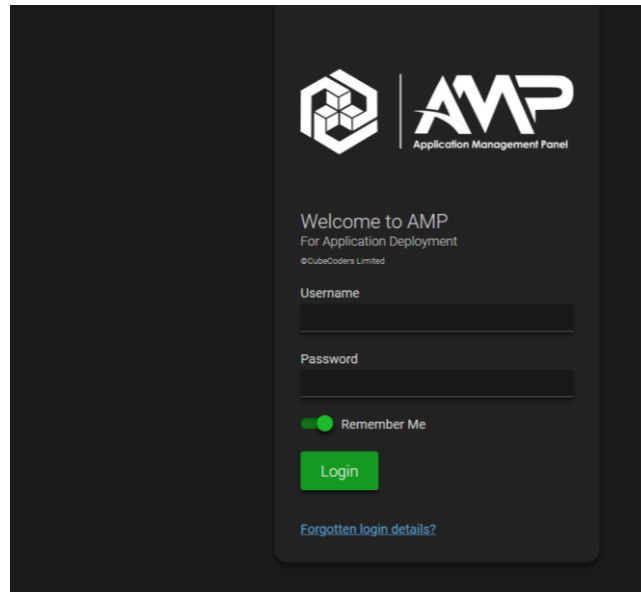 AMP
Application Management Panel
Welcome to AMP
For Application Deployment
©CubeCoders Limited
Username
Password
Remember Me
Login
Forgotten login details?